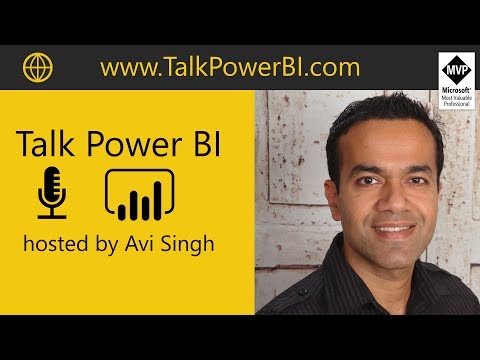 www.TalkPowerBI.com
MVP
Microsoft®
Most Valuable
Professional
Talk Power BI
hosted by Avi Singh